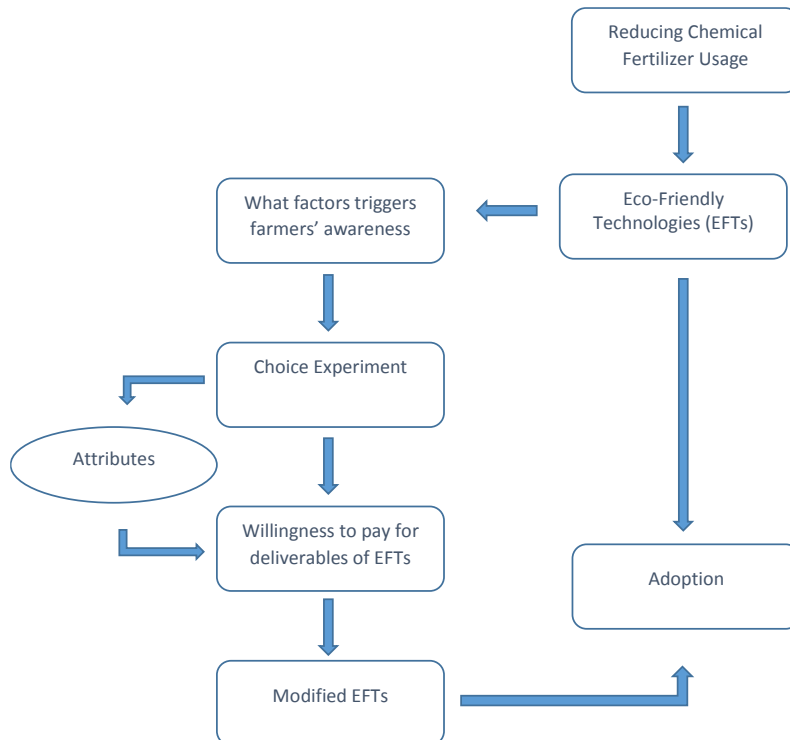 Reducing Chemical
Fertilizer Usage
Eco-Friendly
Technologies (EFTs)
What factors triggers
farmers’ awareness
Choice Experiment
Attributes
Willingness to pay for
deliverables of EFTs
Adoption
Modified EFTs